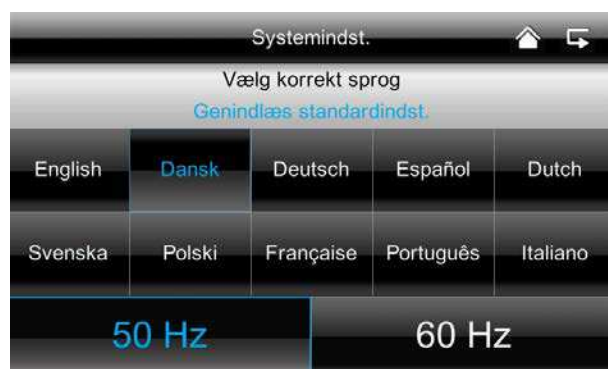 Systemindst.
Vælg korrekt sprog
Genindlæs standardindst.
English Dansk Deutsch Español Dutch
Svenska Polski Française Português Italiano
50 Hz 60 Hz